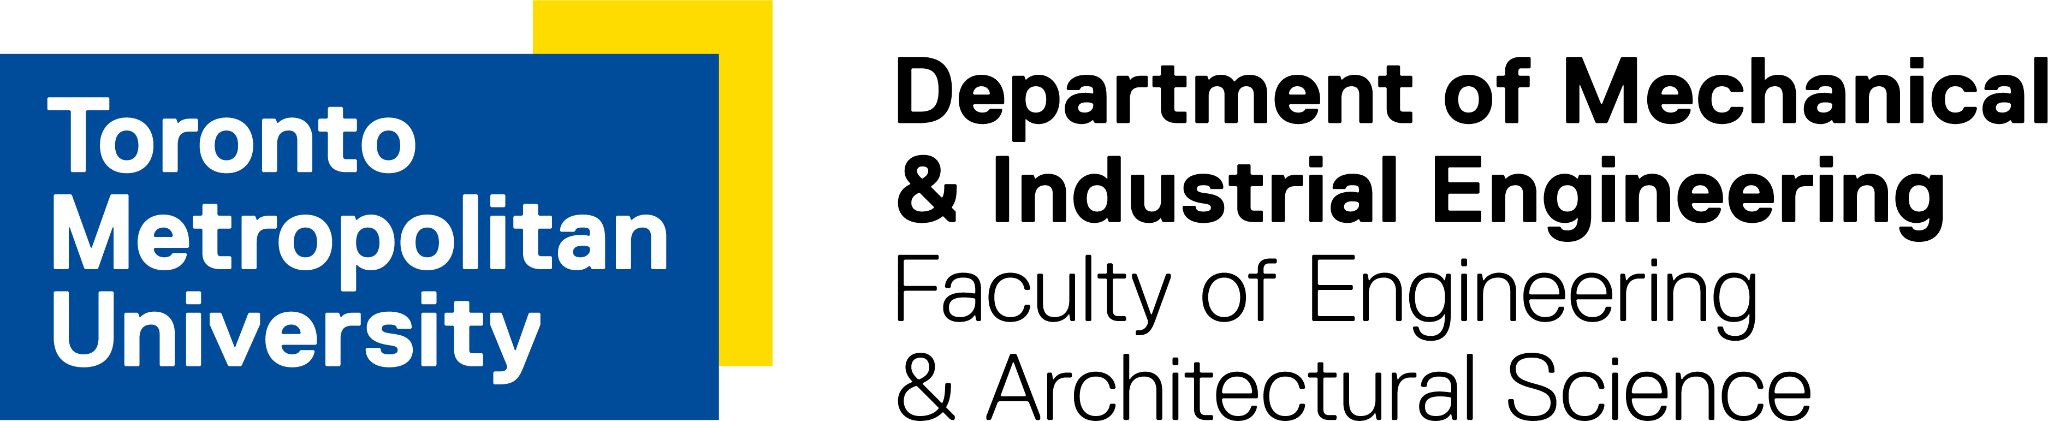 Toronto
Metropolitan
University
Department of Mechanical
& Industrial Engineering
Faculty of Engineering
& Architectural Science